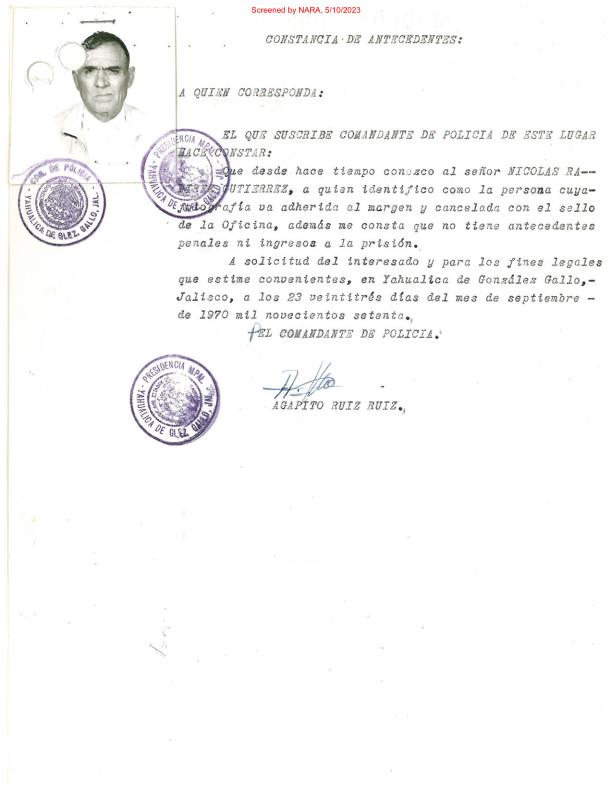 Screened by NARA, 5/10/2023
CONSTANCIA DE ANTECEDENTES:
A QUIEN CORRESPONDA:
EL QUE SUSCRIBE COMANDANTE DE POLICIA DE ESTE LUGAR
HACE CONSTAR:
Que desde hace tiempo conozco al señor NICOLAS RA--
MIREZ GUTIERREZ, a quien identifico como la persona cuya-
fotografía va adherida al margen y cancelada con el sello
de la Oficina, además me consta que no tiene antecedentes
penales ni ingresos a la prisión.
A solicitud del interesado y para los fines legales
que estime convenientes, en Yahualica de González Gallo,-
Jalisco, a los 23 veintitrés días del mes de septiembre -
de 1970 mil novecientos setenta.
PEL COMANDANTE DE POLICIA.
AGAPITO RUIZ RUIZ.
COM. DE POLICIA
YAHUALICA DE GLEZ. GALLO, JAL.
PRESIDENCIA MPAL.
YAHUALICA DE GLEZ. GALLO, JAL.
PRESIDENCIA MPAL.
YAHUALICA DE GLEZ. GALLO, JAL.